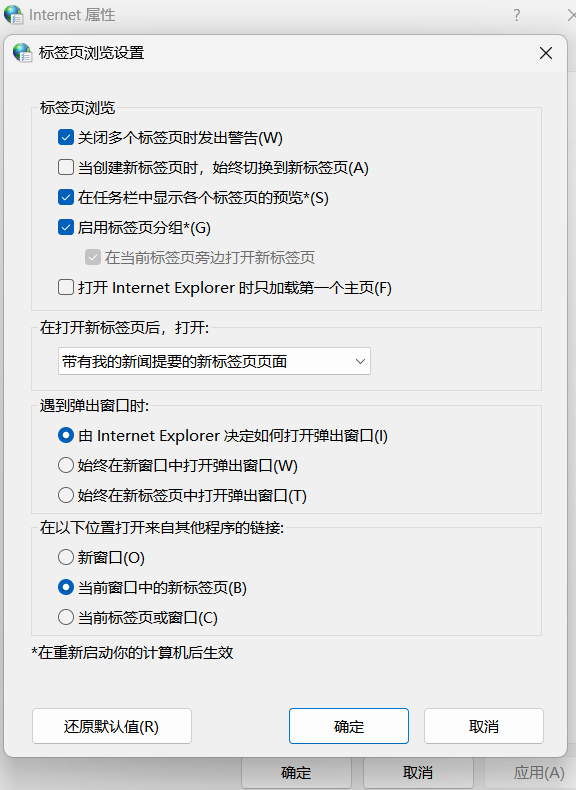 Internet 属性
?
标签页浏览设置
标签页浏览
关闭多个标签页时发出警告(W)
当创建新标签页时，始终切换到新标签页(A)
在任务栏中显示各个标签页的预览*(S)
启用标签页分组*(G)
在当前标签页旁边打开新标签页
打开 Internet Explorer 时只加载第一个主页(F)
在打开新标签页后，打开:
带有我的新闻提要的新标签页页面
遇到弹出窗口时:
由 Internet Explorer 决定如何打开弹出窗口(I)
始终在新窗口中打开弹出窗口(W)
始终在新标签页中打开弹出窗口(T)
在以下位置打开来自其他程序的链接:
新窗口(O)
当前窗口中的新标签页(B)
当前标签页或窗口(C)
*在重新启动你的计算机后生效
还原默认值(R) 确定 取消
确定 取消 应用(A)